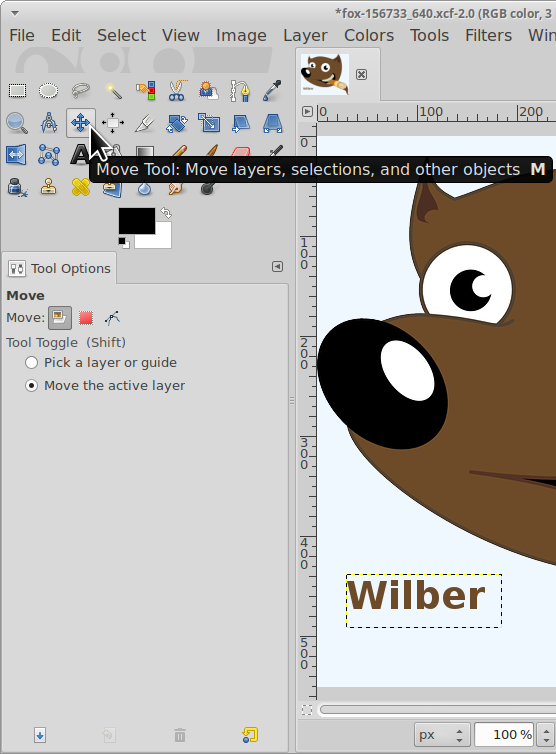 *fox-156733_640.xcf-2.0 (RGB color, 3
File Edit Select View Image Layer Colors Tools Filters Win
0 100 200
Move Tool: Move layers, selections, and other objects M
0
100
200
300
400
500
Tool Options
Move
Move:
Tool Toggle (Shift)
Pick a layer or guide
Move the active layer
Wilber
px 100 %